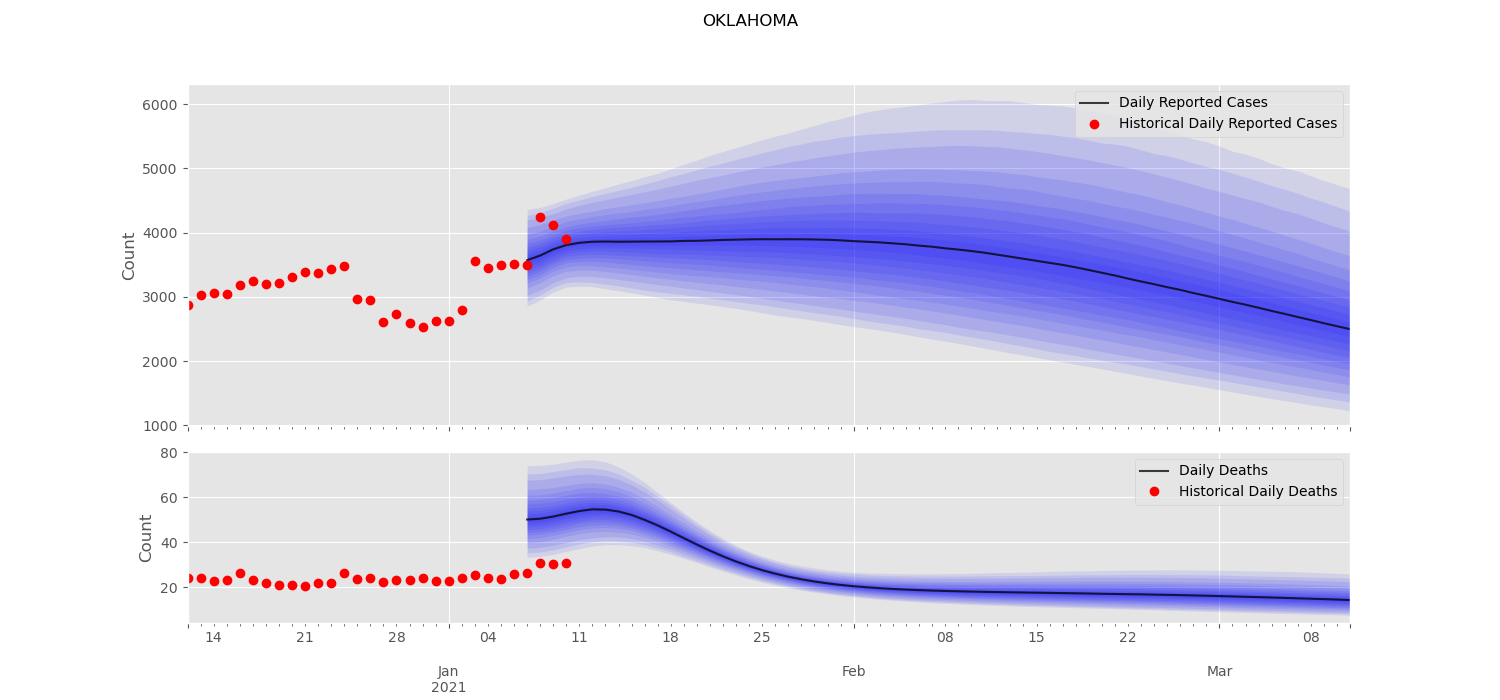 OKLAHOMA
6000
5000
4000
3000
2000
1000
Count
Daily Reported Cases
Historical Daily Reported Cases
80
60
40
20
Count
Daily Deaths
Historical Daily Deaths
14 21 28 04 11 18 25 08 15 22 08
Jan Feb Mar
2021